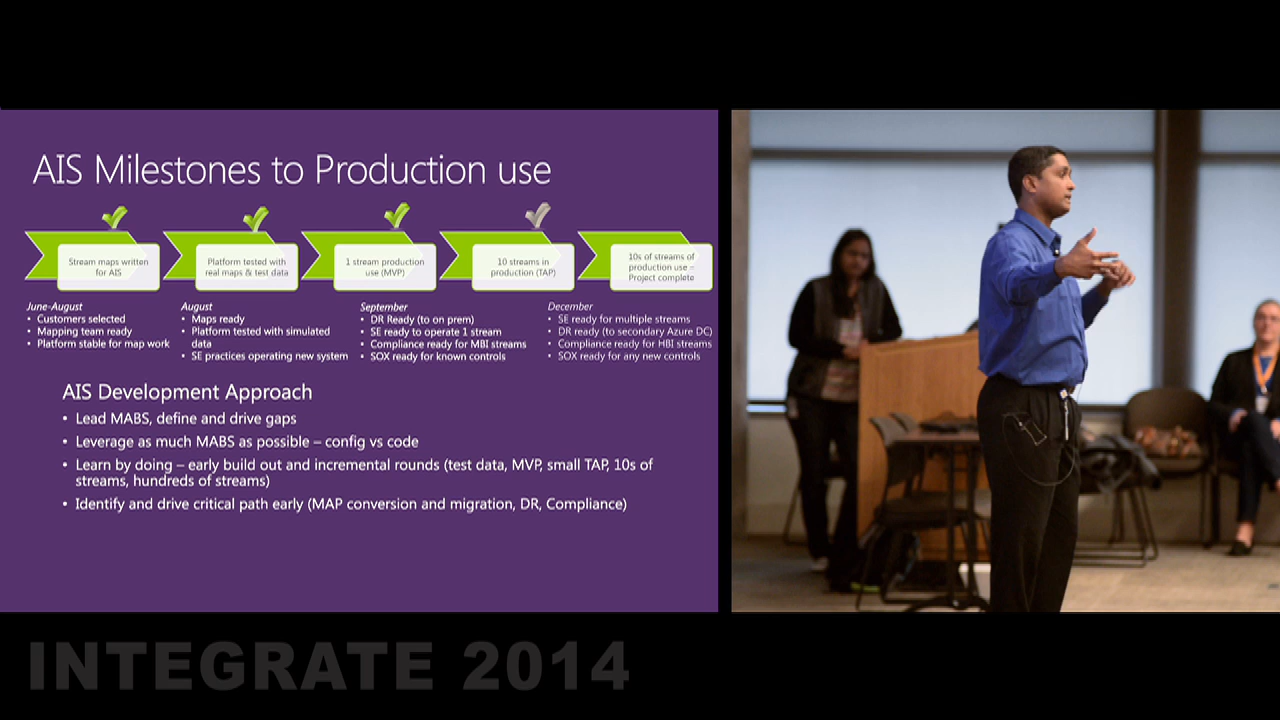 AIS Milestones to Production use
Stream maps written
for AIS
Platform tested with
real maps & test data
1 stream production
use (MVP)
10 streams in
production (TAP)
10s of streams of
production use –
Project complete
June-August
• Customers selected
• Mapping team ready
• Platform stable for map work
August
• Maps ready
• Platform tested with simulated
data
• SE practices operating new system
September
• DR Ready (to on prem)
• SE ready to operate 1 stream
• Compliance ready for MBI streams
• SOX ready for known controls
December
• SE ready for multiple streams
• DR ready (to secondary Azure DC)
• Compliance ready for MBI streams
• SOX ready for any new controls
AIS Development Approach
• Lead MABS, define and drive gaps
• Leverage as much MABS as possible – config vs code
• Learn by doing – early build out and incremental rounds (test data, MVP, small TAP, 10s of
streams, hundreds of streams)
• Identify and drive critical path early (MAP conversion and migration, DR, Compliance)
INTEGRATE 2014